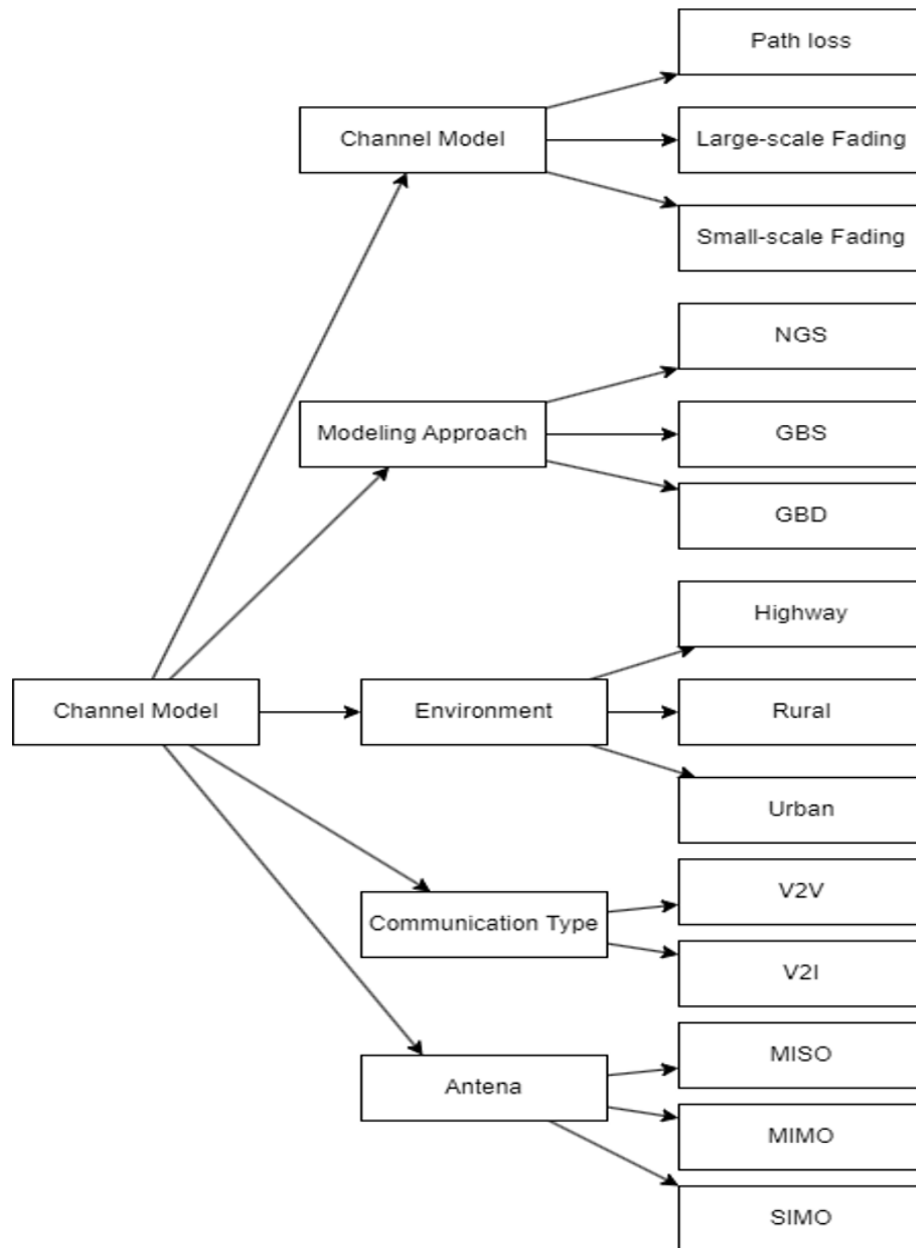 Path loss
Channel Model
Large-scale Fading
Small-scale Fading
NGS
Modeling Approach
GBS
GBD
Highway
Channel Model
Environment
Rural
Urban
V2V
Communication Type
V2I
MISO
Antena
MIMO
SIMO